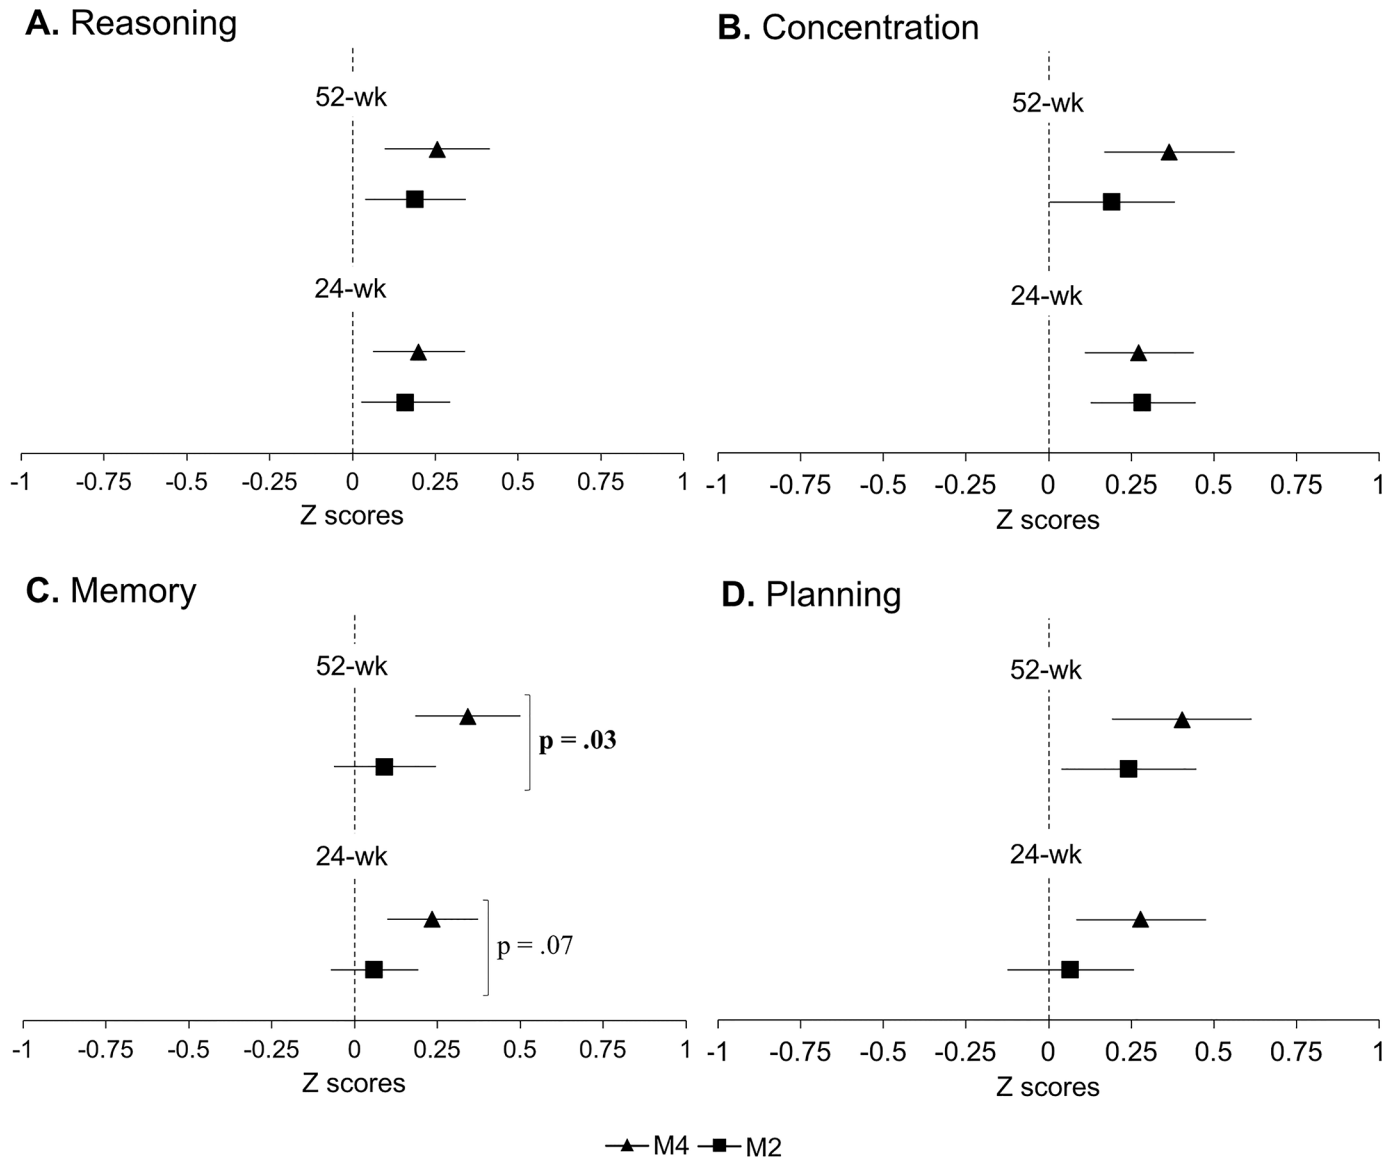 A. Reasoning
52-wk
24-wk
-1 -0.75 -0.5 -0.25 0 0.25 0.5 0.75 1
Z scores
B. Concentration
52-wk
24-wk
-1 -0.75 -0.5 -0.25 0 0.25 0.5 0.75 1
Z scores
C. Memory
52-wk
p = .03
24-wk
p = .07
-1 -0.75 -0.5 -0.25 0 0.25 0.5 0.75 1
Z scores
D. Planning
52-wk
24-wk
-1 -0.75 -0.5 -0.25 0 0.25 0.5 0.75 1
Z scores
M4 M2